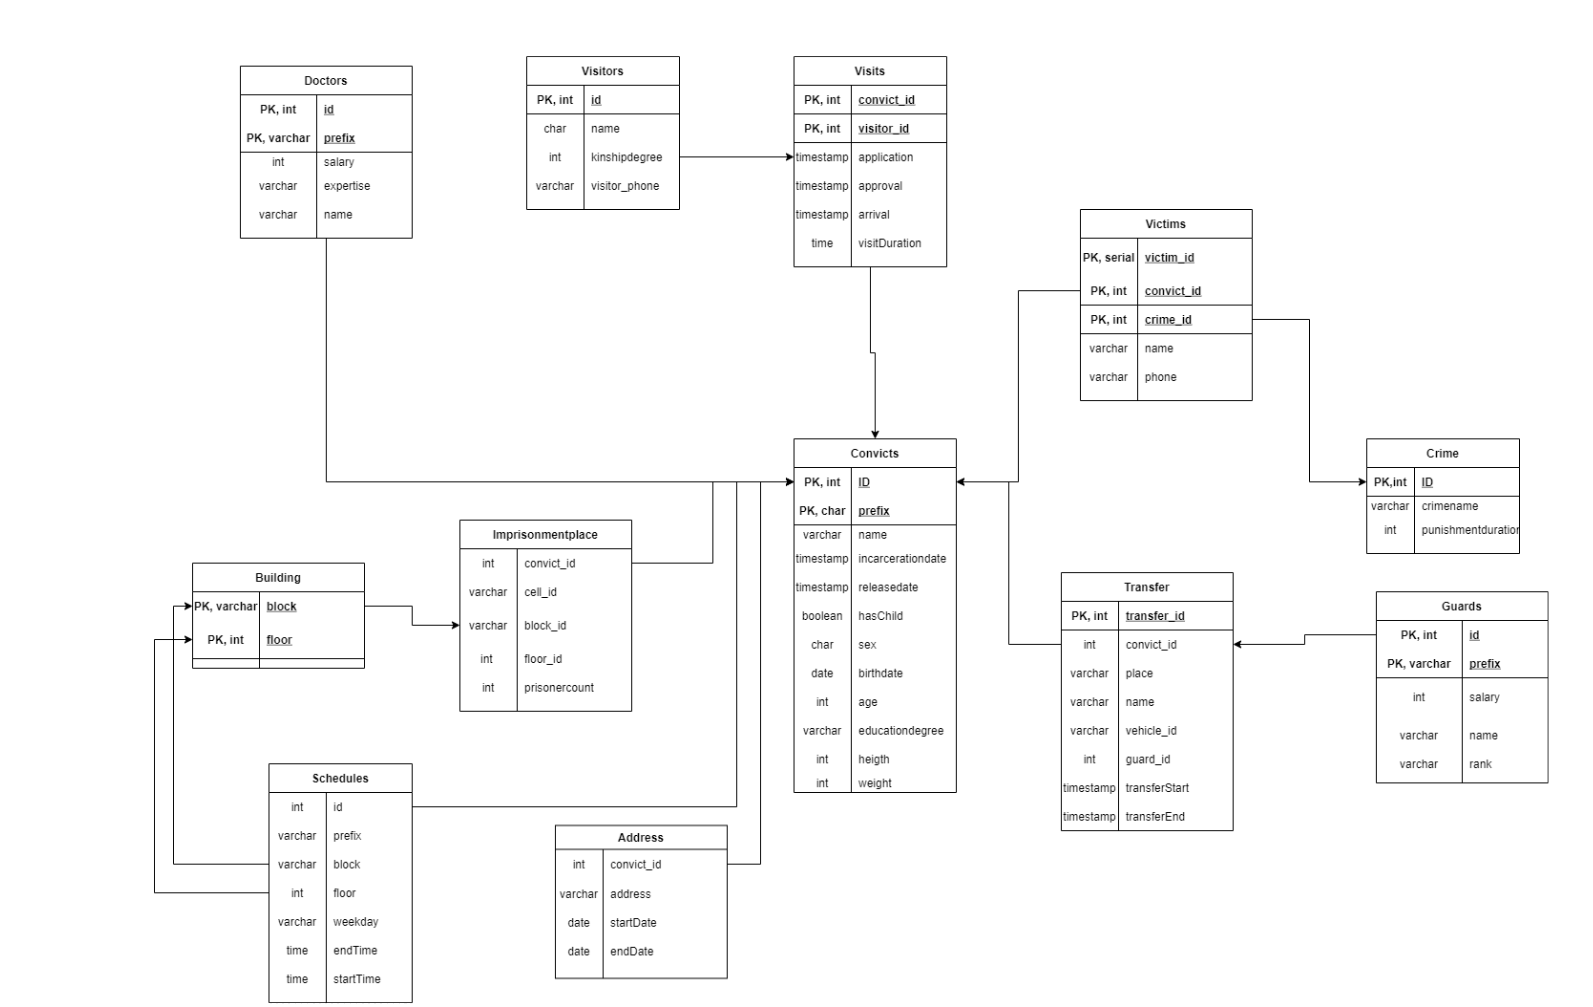 Doctors
PK, int id
PK, varchar prefix
int salary
varchar expertise
varchar name
Visitors
PK, int id
char name
int kinshipdegree
varchar visitor_phone
Visits
PK, int convict_id
PK, int visitor_id
timestamp application
timestamp approval
timestamp arrival
time visitDuration
Victims
PK, serial victim_id
PK, int convict_id
PK, int crime_id
varchar name
varchar phone
Convicts
PK, int ID
PK, char prefix
varchar name
timestamp incarcerationdate
timestamp releasedate
boolean hasChild
char sex
date birthdate
int age
varchar educationdegree
int heigth
int weight
Crime
PK,int ID
varchar crimename
int punishmentduration
Imprisonmentplace
int convict_id
varchar cell_id
varchar block_id
int floor_id
int prisonercount
Building
PK, varchar block
PK, int floor
Transfer
PK, int transfer_id
int convict_id
varchar place
varchar name
varchar vehicle_id
int guard_id
timestamp transferStart
timestamp transferEnd
Guards
PK, int id
PK, varchar prefix
int salary
varchar name
varchar rank
Schedules
int id
varchar prefix
varchar block
int floor
varchar weekday
time endTime
time startTime
Address
int convict_id
varchar address
date startDate
date endDate